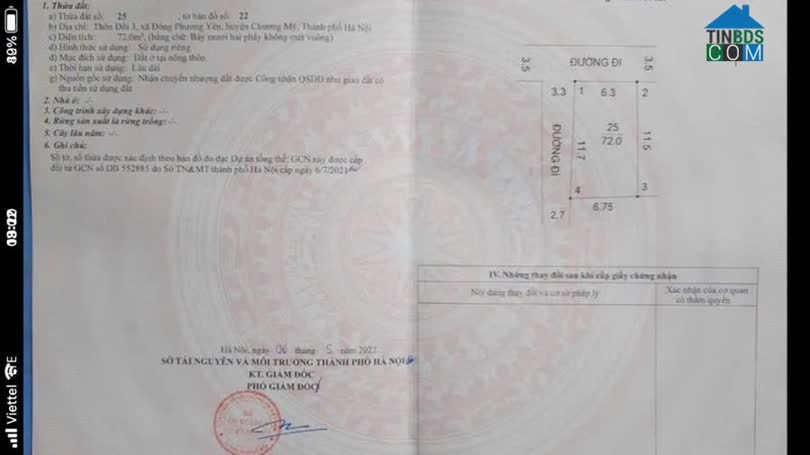 1. Thửa đất:
a) Thửa đất số: 25 , tờ bản đồ số: 22
b) Địa chỉ: Thôn Đồi 3, xã Đông Phương Yên, huyện Chương Mỹ, Thành phố Hà Nội
c) Diện tích: 72.0m², (bằng chữ: Bảy mươi hai phẩy không mét vuông)
d) Hình thức sử dụng: Sử dụng riêng
đ) Mục đích sử dụng: Đất ở tại nông thôn
e) Thời hạn sử dụng: Lâu dài
g) Nguồn gốc sử dụng: Nhận chuyển nhượng đất được Công nhận QSDĐ như giao đất có
thu tiền sử dụng đất
2. Nhà ở: -/-
3. Công trình xây dựng khác: -/-
4. Rừng sản xuất là rừng trồng: -/-
5. Cây lâu năm: -/-
6. Ghi chú:
Số tờ, số thửa được xác định theo bản đồ đo đạc Dự án tổng thể; GCN này được cấp
đổi từ GCN số DB 552885 do Sở TN&MT thành phố Hà Nội cấp ngày 6/7/2021
Hà Nội, ngày 06 tháng 5 năm 2022
SỞ TÀI NGUYÊN VÀ MÔI TRƯỜNG THÀNH PHỐ HÀ NỘI
KT. GIÁM ĐỐC
PHÓ GIÁM ĐỐC
TINBDS
COM
3.5
ĐƯỜNG ĐI
3.5
3.3
1
6.3
2
25
72.0
ĐƯỜNG ĐI
11.7
11.5
4
3
2.7
6.75
IV. Những thay đổi sau khi cấp giấy chứng nhận
Nội dung thay đổi và cơ sở pháp lý
Xác nhận của cơ quan
có thẩm quyền
89%
Viettel